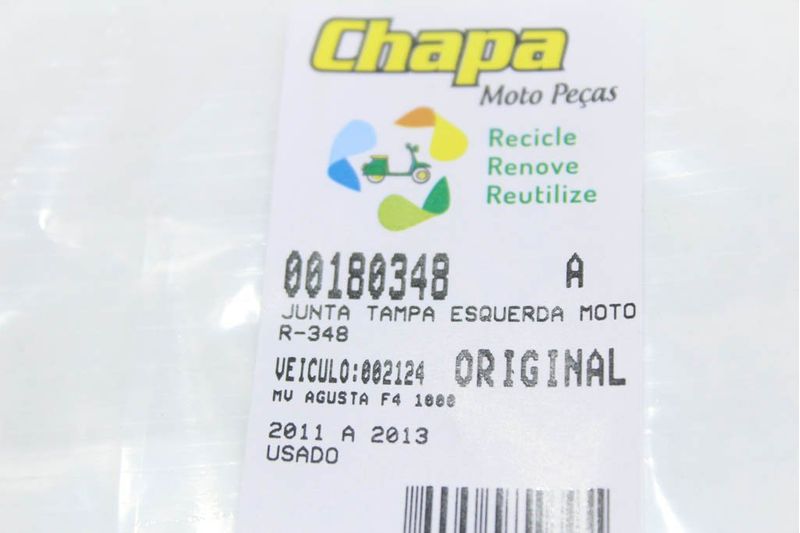 Chapa
Moto Peças
Recicle
Renove
Reutilize
00180348 A
JUNTA TAMPA ESQUERDA MOTO
R-348
VEICULO:002124 ORIGINAL
MV AGUSTA F4 1000
2011 A 2013
USADO